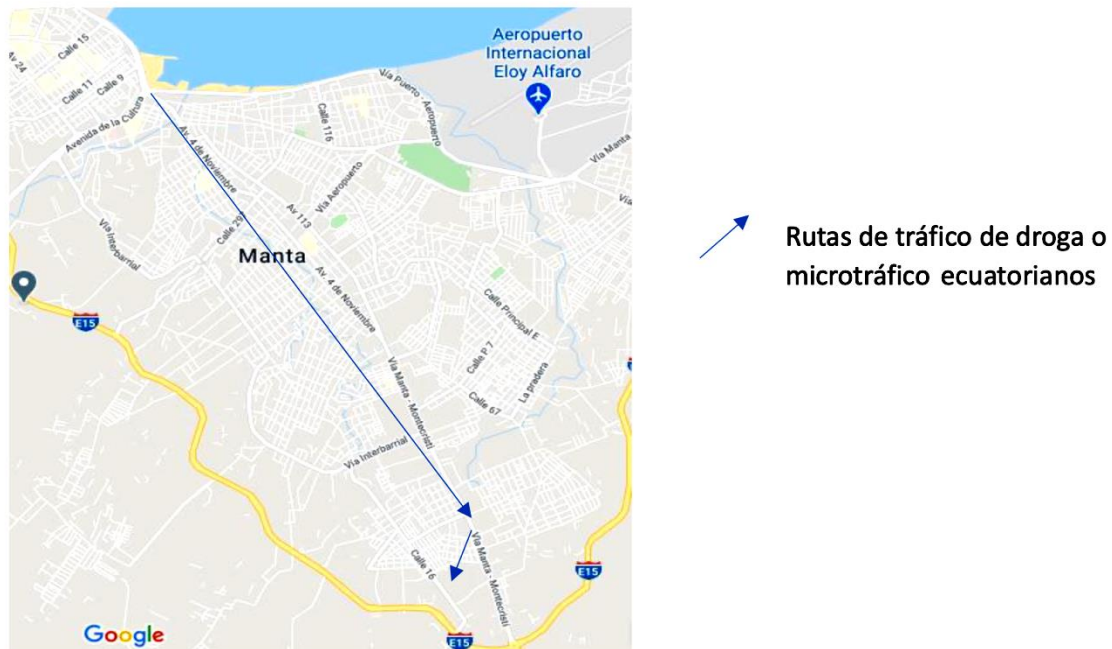 Aeropuerto
Internacional
Eloy Alfaro
Calle 15
AV 24
Calle 11
Calle 9
Avenida de la Cultura
Av. 4 de Noviembre
Calle 116
Vía Puerto - Aeropuerto
Vía Manta
Vía Aeropuerto
Av 113
Calle 29
Vía Interbarrial
Manta
Av. 4 de Noviembre
Calle Principal E
Calle P 7
La pradera
Calle 67
Vía Manta - Montecristi
Vía Interbarrial
Calle 16
Vía Manta - Montecristi
E15
E15
E15
Google
Rutas de tráfico de droga o
microtráfico ecuatorianos